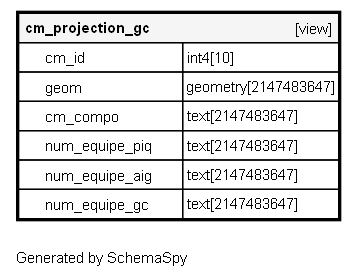 cm_projection_gc [view]
cm_id int4[10]
geom geometry[2147483647]
cm_compo text[2147483647]
num_equipe_piq text[2147483647]
num_equipe_aig text[2147483647]
num_equipe_gc text[2147483647]
Generated by SchemaSpy